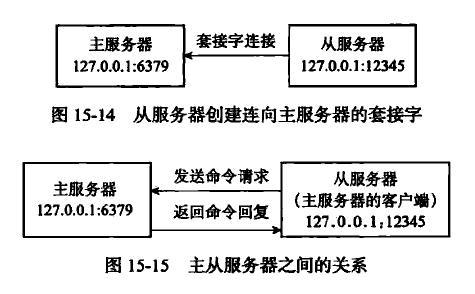 主服务器
127.0.0.1:6379
套接字连接
从服务器
127.0.0.1:12345
图 15-14 从服务器创建连向主服务器的套接字
主服务器
127.0.0.1:6379
发送命令请求
返回命令回复
从服务器
(主服务器的客户端)
127.0.0.1:12345
图 15-15 主从服务器之间的关系